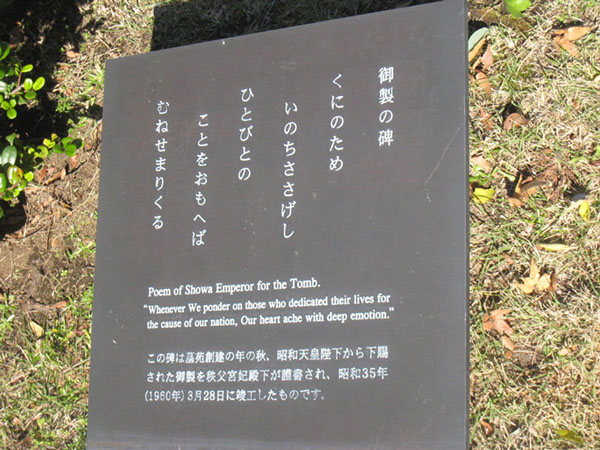 御製の碑
くにのため
いのちささげし
ひとびとの
ことをおもへば
むねせまりくる
Poem of Showa Emperor for the Tomb.
"Whenever We ponder on those who dedicated their lives for
the cause of our nation, Our heart ache with deep emotion."
この碑は墓苑創建の年の秋、昭和天皇陛下から下賜
された御製を秩父宮妃殿下が謹書され、昭和35年
(1960年) 3月28日に竣工したものです。